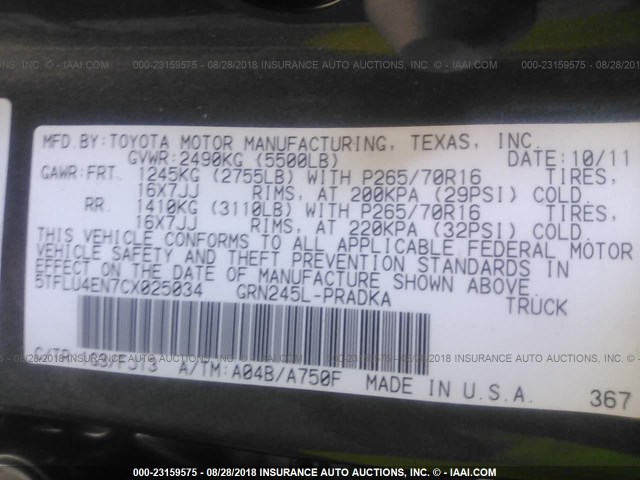 000-23159575 - 08/28/2018 INSURANCE AUTO AUCTIONS, INC. - IAAI.COM
MFD.BY:TOYOTA MOTOR MANUFACTURING, TEXAS, INC.
GVWR:2490KG (5500LB) DATE:10/11
GAWR:FRT. 1245KG (2755LB) WITH P265/70R16 TIRES,
16X7JJ RIMS, AT 200KPA (29PSI) COLD.
RR. 1410KG (3110LB) WITH P265/70R16 TIRES,
16X7JJ RIMS, AT 220KPA (32PSI) COLD.
THIS VEHICLE CONFORMS TO ALL APPLICABLE FEDERAL MOTOR
VEHICLE SAFETY AND THEFT PREVENTION STANDARDS IN
EFFECT ON THE DATE OF MANUFACTURE SHOWN ABOVE.
5TFLU4EN7CX025034 GRN245L-PRADKA TRUCK
A/TM:A04B/A750F MADE IN U.S.A. 367
000-23159575 - 08/28/2018 INSURANCE AUTO AUCTIONS, INC. - IAAI.COM